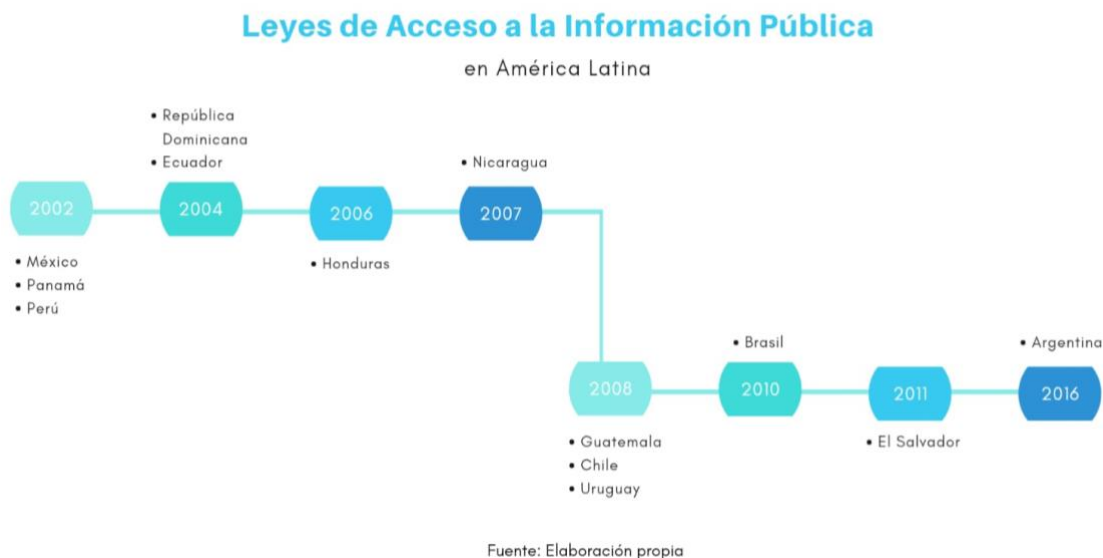 Leyes de Acceso a la Información Pública
en América Latina
• República
Dominicana
• Ecuador
• Nicaragua
2002
2004
2006
2007
• México
• Panamá
• Perú
• Honduras
• Brasil
• Argentina
2008
2010
2011
2016
• Guatemala
• Chile
• Uruguay
• El Salvador
Fuente: Elaboración propia